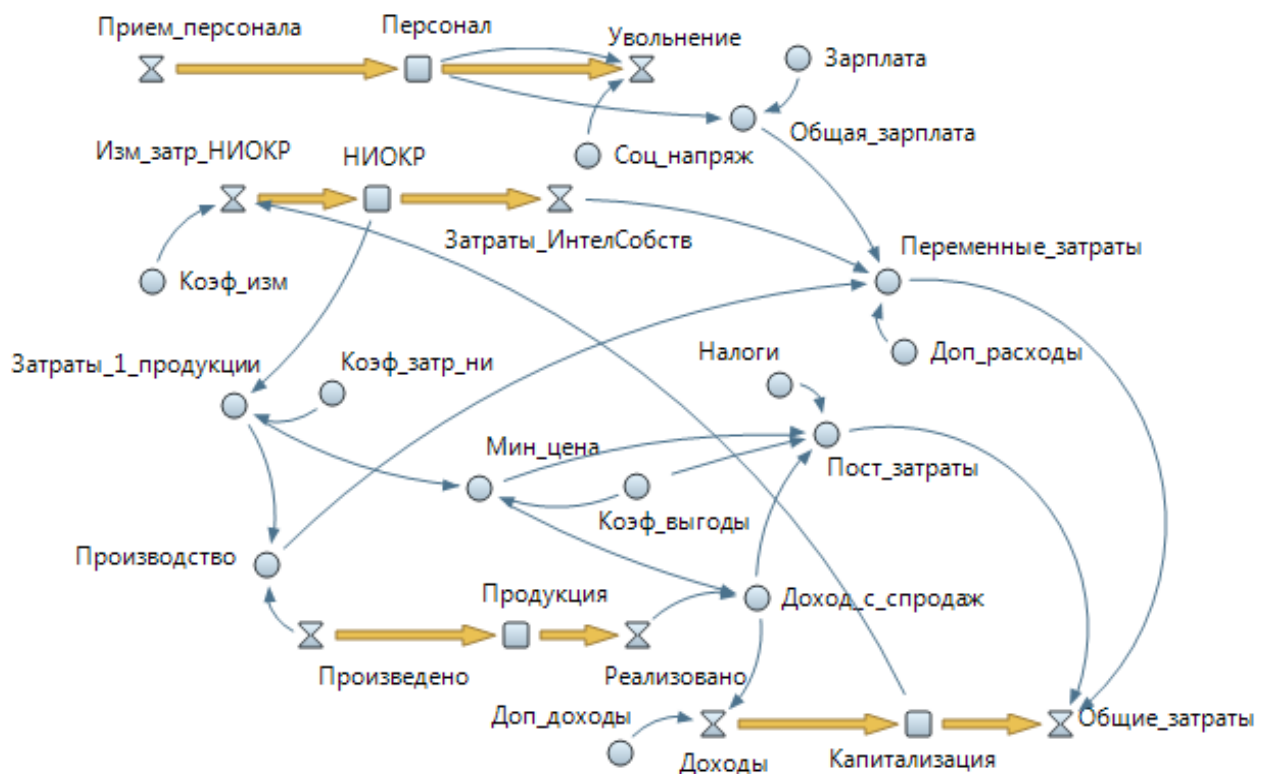 Прием_персонала
Персонал
Увольнение
Зарплата
Общая_зарплата
Изм_затр_НИОКР
НИОКР
Соц_напряж
Затраты_ИнтелСобств
Переменные_затраты
Коэф_изм
Затраты_1_продукции
Коэф_затр_ни
Налоги
Доп_расходы
Мин_цена
Пост_затраты
Коэф_выгоды
Производство
Продукция
Доход_с_спродаж
Произведено
Реализовано
Доп_доходы
Общие_затраты
Доходы
Капитализация